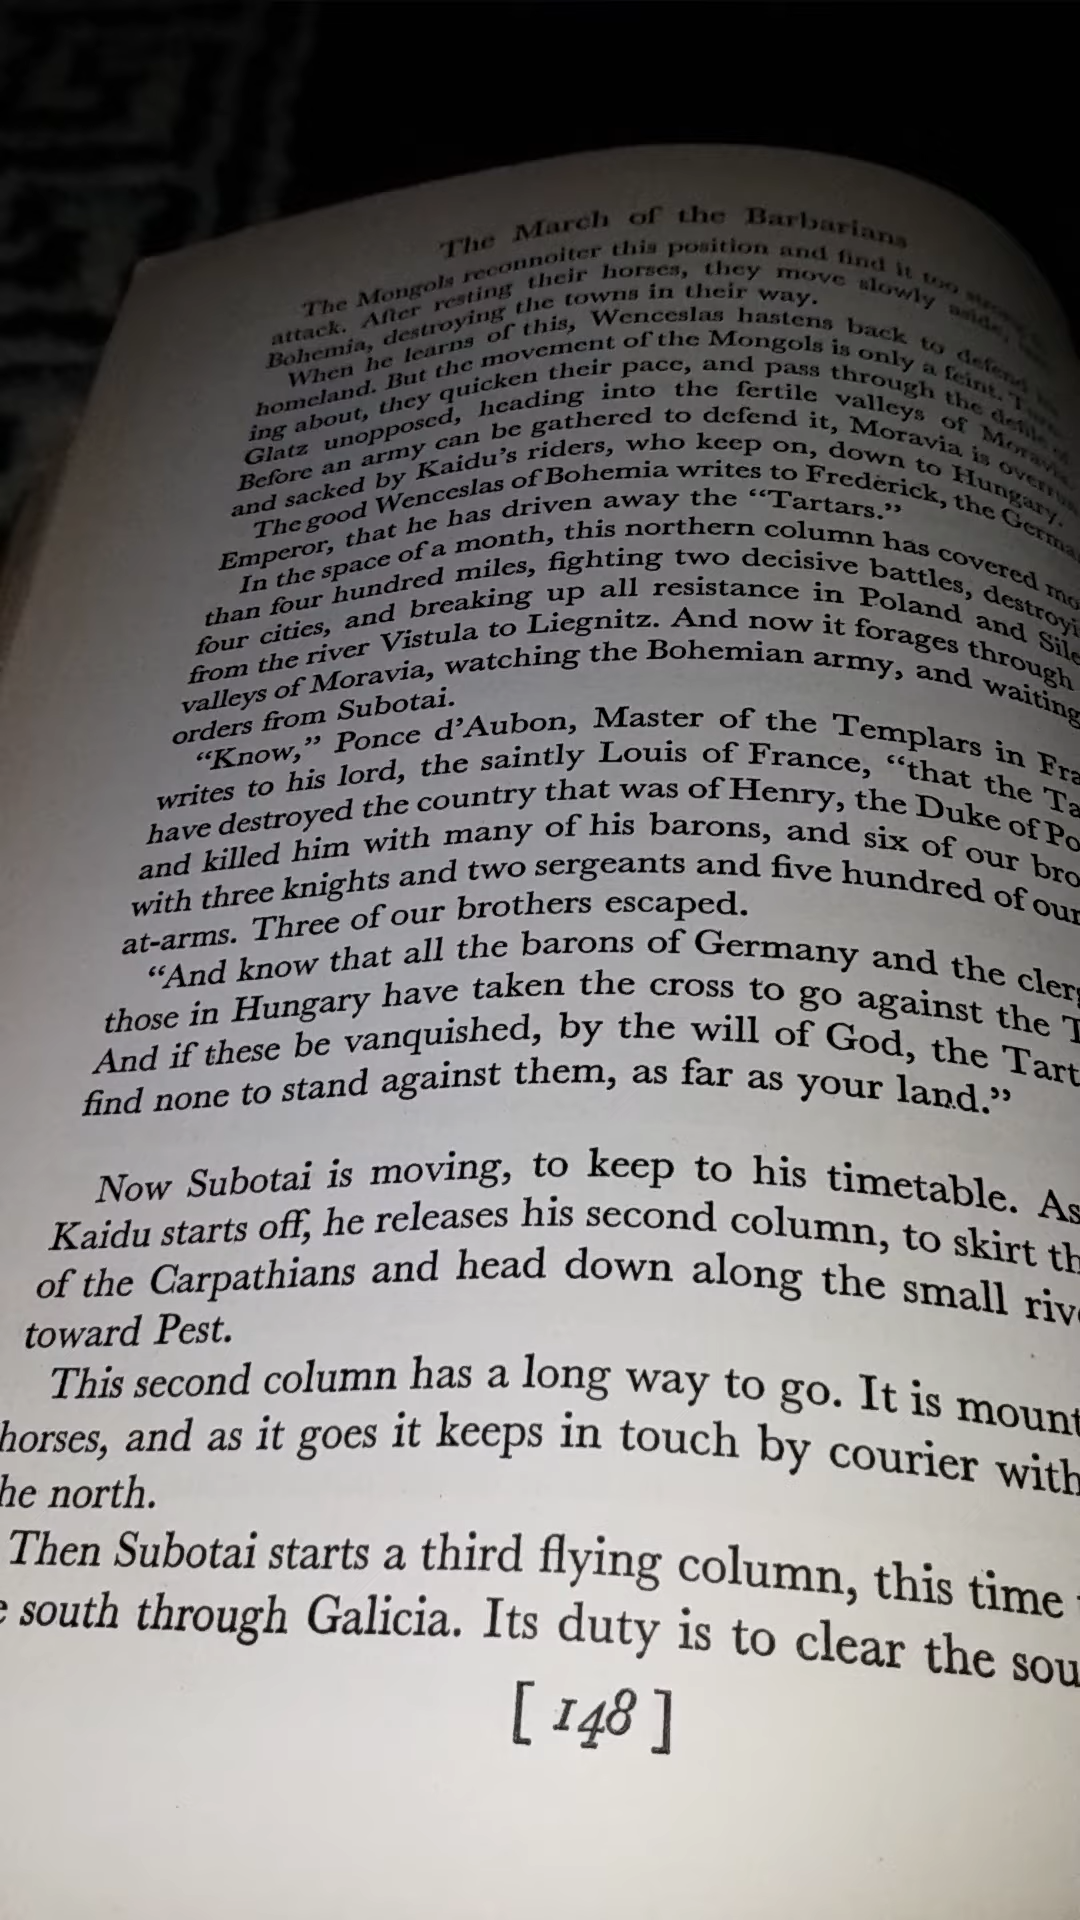 The March of the Barbarians
The Mongols reconnoiter this position and find it too
attack. After resting their horses, they move slowly aside,
Bohemia, destroying the towns in their way.
When he learns of this, Wenceslas hastens back to defend
homeland. But the movement of the Mongols is only a feint.
ing about, they quicken their pace, and pass through the defile of
Glatz unopposed, heading into the fertile valleys of Moravia.
Before an army can be gathered to defend it, Moravia is overrun
and sacked by Kaidu's riders, who keep on, down to Hungary.
The good Wenceslas of Bohemia writes to Frederick, the Germa
Emperor, that he has driven away the “Tartars.”
In the space of a month, this northern column has covered mo
than four hundred miles, fighting two decisive battles, destroyi
four cities, and breaking up all resistance in Poland and Sile
from the river Vistula to Liegnitz. And now it forages through
valleys of Moravia, watching the Bohemian army, and waiting
orders from Subotai.
“Know,” Ponce d'Aubon, Master of the Templars in Fra
writes to his lord, the saintly Louis of France, “that the Ta
have destroyed the country that was of Henry, the Duke of Po
and killed him with many of his barons, and six of our bro
with three knights and two sergeants and five hundred of our
at-arms. Three of our brothers escaped.
“And know that all the barons of Germany and the clerg
those in Hungary have taken the cross to go against the T
And if these be vanquished, by the will of God, the Tart
find none to stand against them, as far as your land.”
Now Subotai is moving, to keep to his timetable. As
Kaidu starts off, he releases his second column, to skirt th
of the Carpathians and head down along the small rive
toward Pest.
This second column has a long way to go. It is mount
horses, and as it goes it keeps in touch by courier with
he north.
Then Subotai starts a third flying column, this time
e south through Galicia. Its duty is to clear the sou
[ 148 ]